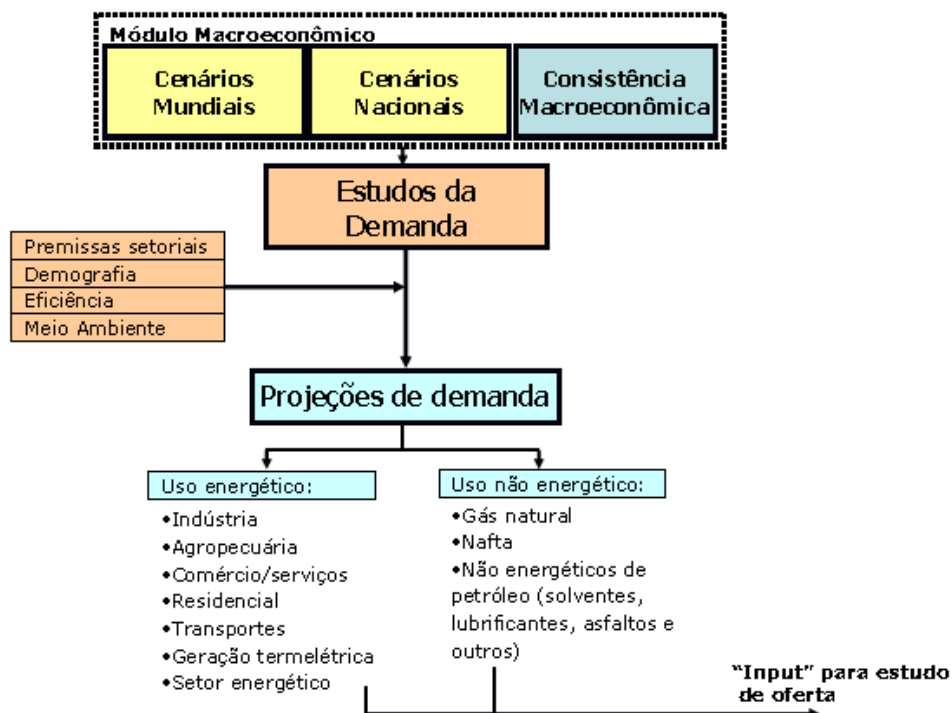 Módulo Macroeconômico
Cenários
Mundiais
Cenários
Nacionais
Consistência
Macroeconômica
Estudos da
Demanda
Premissas setoriais
Demografia
Eficiência
Meio Ambiente
Projeções de demanda
Uso energético:
•Indústria
•Agropecuária
•Comércio/serviços
•Residencial
•Transportes
•Geração termelétrica
•Setor energético
Uso não energético:
•Gás natural
•Nafta
•Não energéticos de
petróleo (solventes,
lubrificantes, asfaltos e
outros)
“Input” para estudo
de oferta